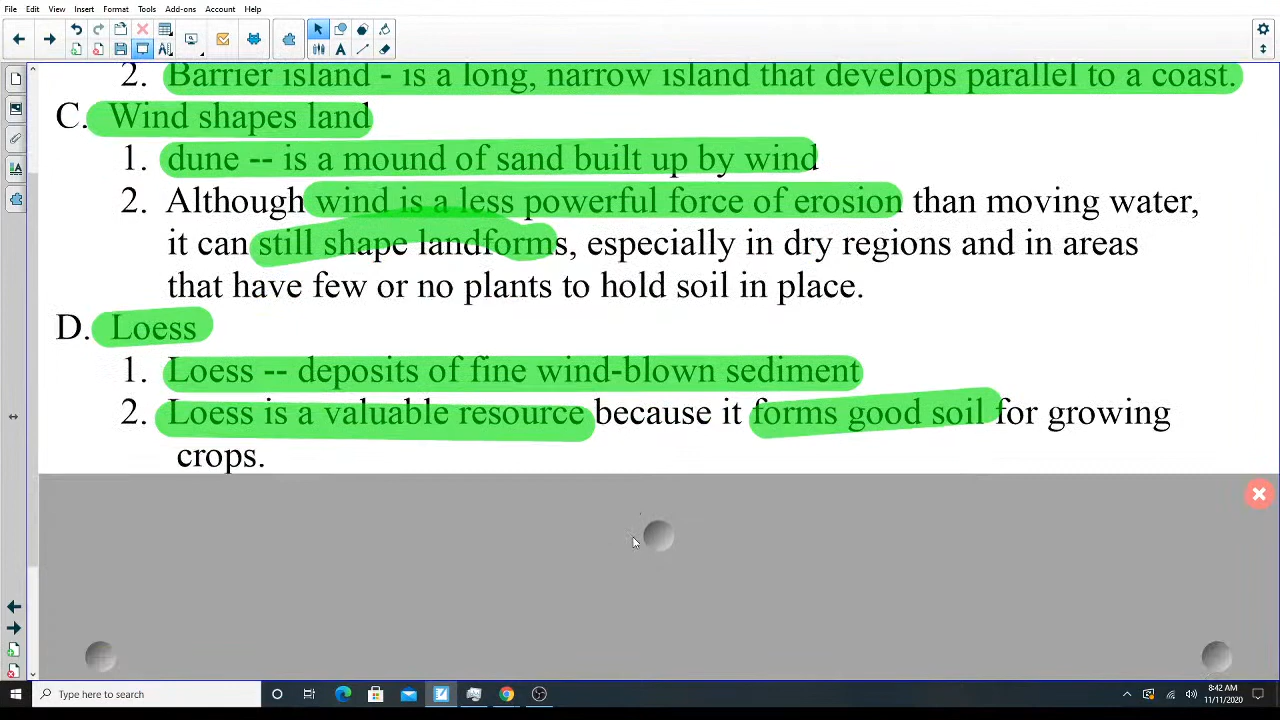 File Edit View Insert Format Tools Add-ons Account Help
2. Barrier island - is a long, narrow island that develops parallel to a coast.
C. Wind shapes land
1. dune -- is a mound of sand built up by wind
2. Although wind is a less powerful force of erosion than moving water,
it can still shape landforms, especially in dry regions and in areas
that have few or no plants to hold soil in place.
D. Loess
1. Loess -- deposits of fine wind-blown sediment
2. Loess is a valuable resource because it forms good soil for growing
crops.
Type here to search
8:42 AM
11/11/2020